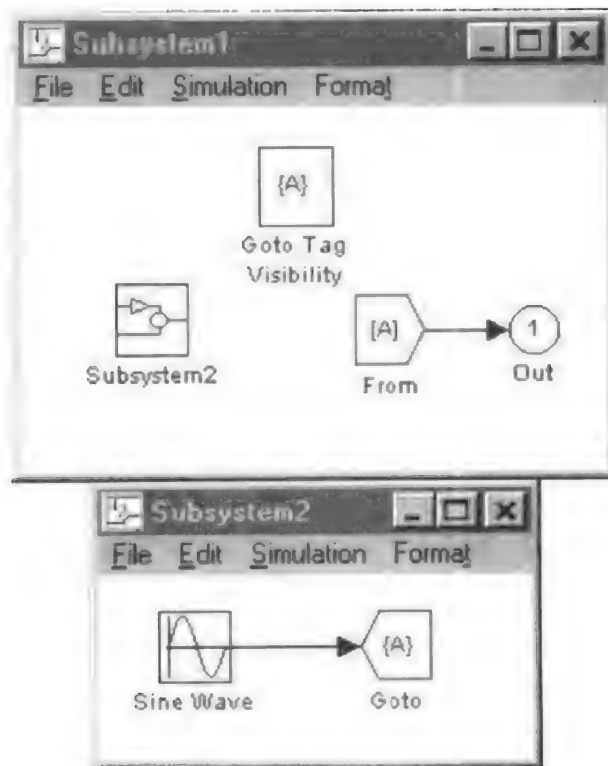 Subsystem1
File Edit Simulation Format
{A}
Goto Tag
Visibility
Subsystem2
[A]
From
1
Out
Subsystem2
File Edit Simulation Format
Sine Wave
{A}
Goto